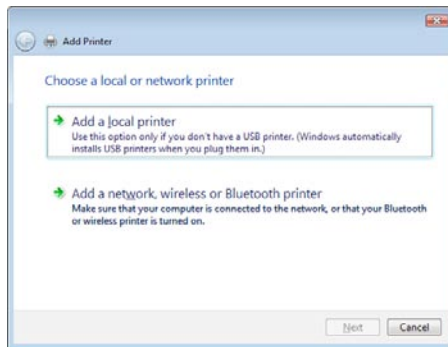 Add Printer
Choose a local or network printer
Add a local printer
Use this option only if you don't have a USB printer. (Windows automatically
installs USB printers when you plug them in.)
Add a network, wireless or Bluetooth printer
Make sure that your computer is connected to the network, or that your Bluetooth
or wireless printer is turned on.
Next Cancel